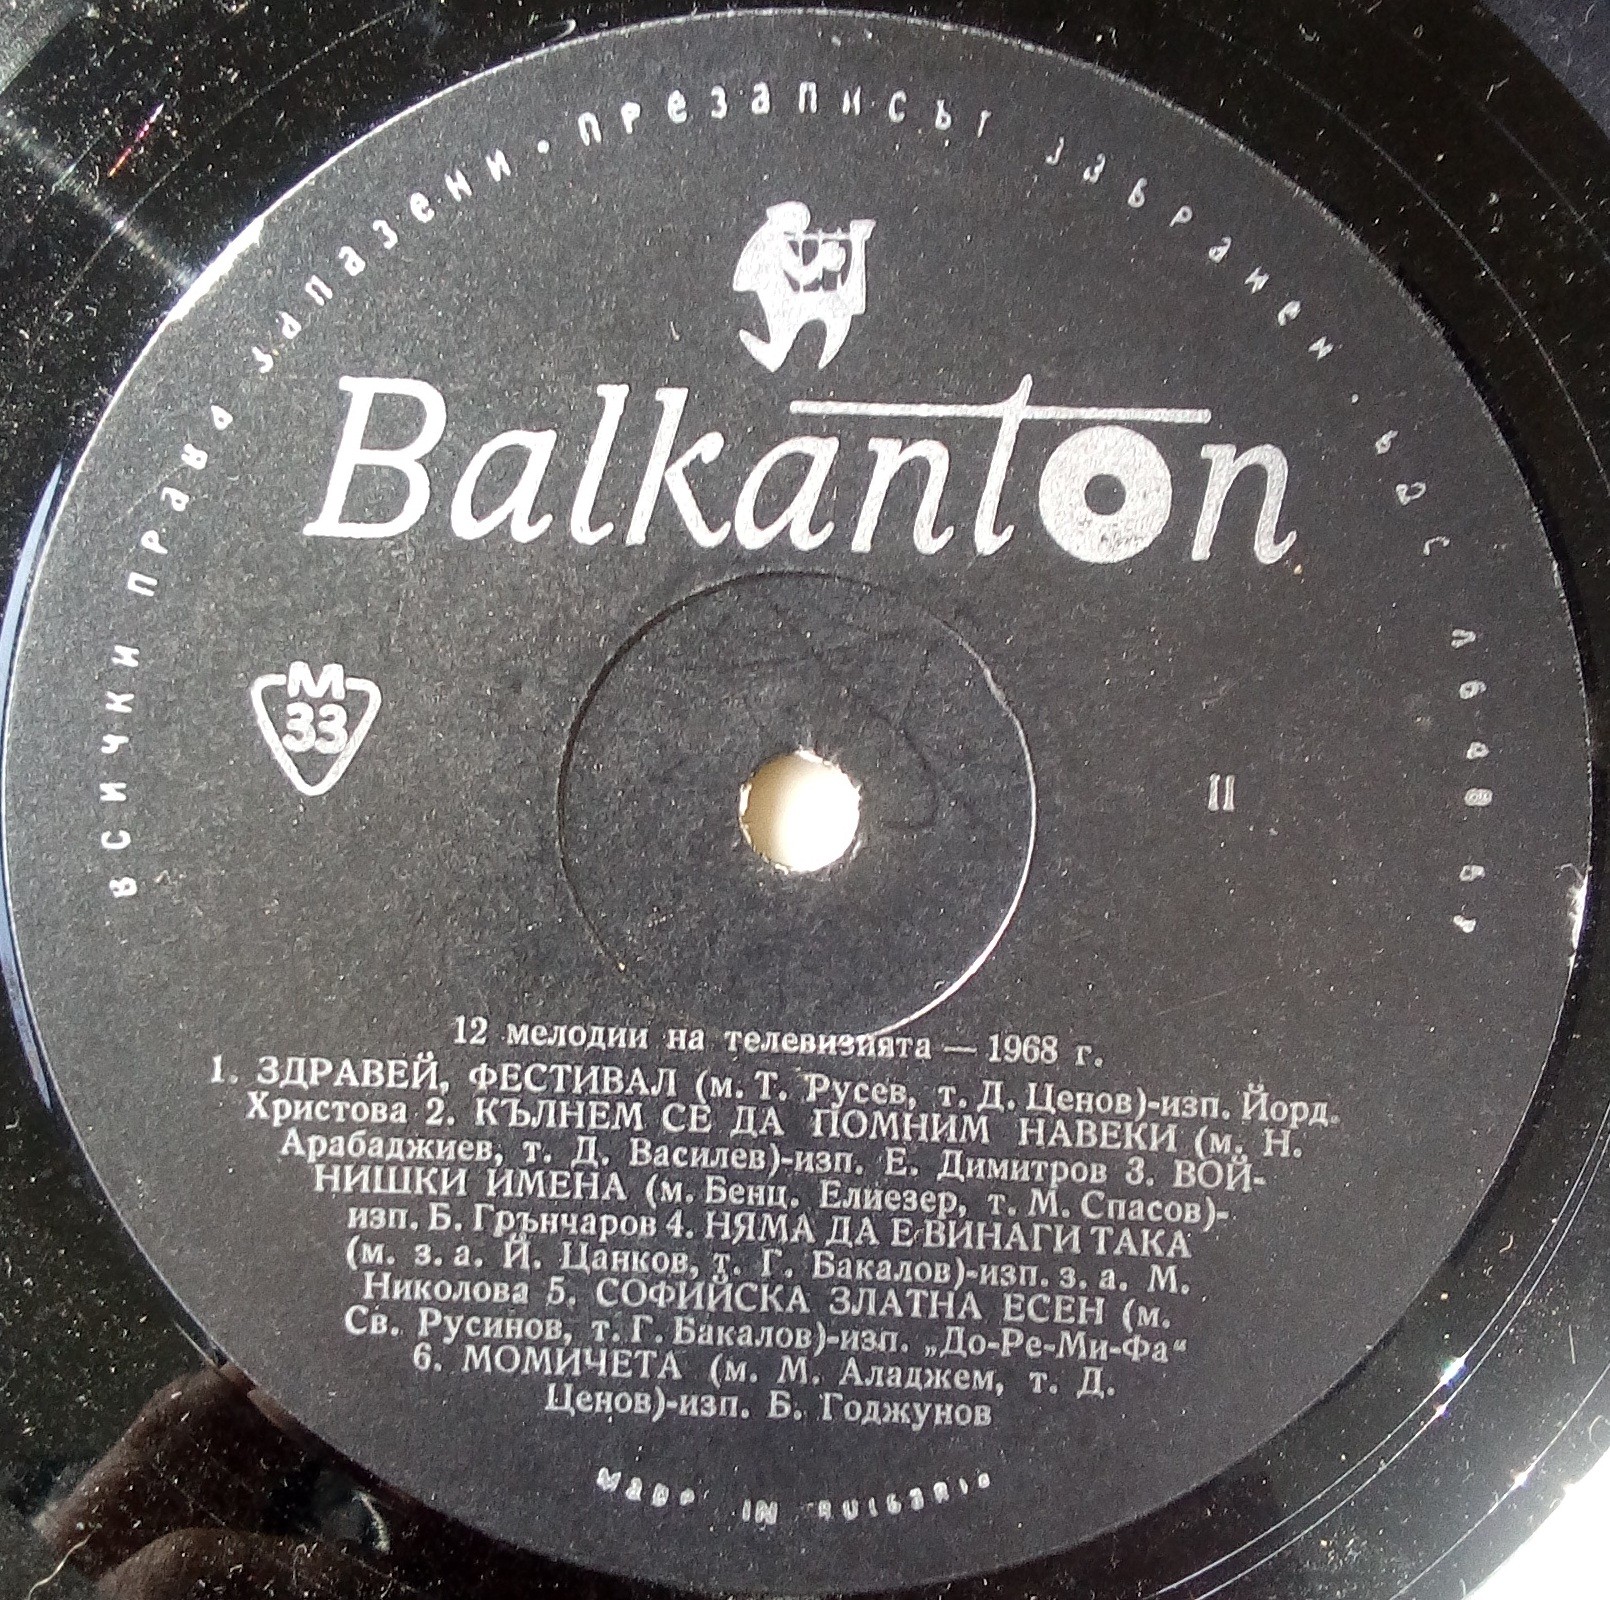 всички права запазени • презаписът забранен •
Balkanton
М
33
II
12 мелодии на телевизията — 1968 г.
1. ЗДРАВЕЙ, ФЕСТИВАЛ (м. Т. Русев, т. Д. Ценов)-изп. Йорд.
Христова 2. КЪЛНЕМ СЕ ДА ПОМНИМ НАВЕКИ (м. Н.
Арабаджиев, т. Д. Василев)-изп. Е. Димитров 3. ВОЙ-
НИШКИ ИМЕНА (м. Бенц. Елиезер, т. М. Спасов)-
изп. Б. Грънчаров 4. НЯМА ДА Е ВИНАГИ ТАКА
(м. з. а. Й. Цанков, т. Г. Бакалов)-изп. з. а. М.
Николова 5. СОФИЙСКА ЗЛАТНА ЕСЕН (м.
Св. Русинов, т. Г. Бакалов)-изп. „До-Ре-Ми-Фа“
6. МОМИЧЕТА (м. М. Аладжем, т. Д.
Ценов)-изп. Б. Годжунов
MADE IN BULGARIA